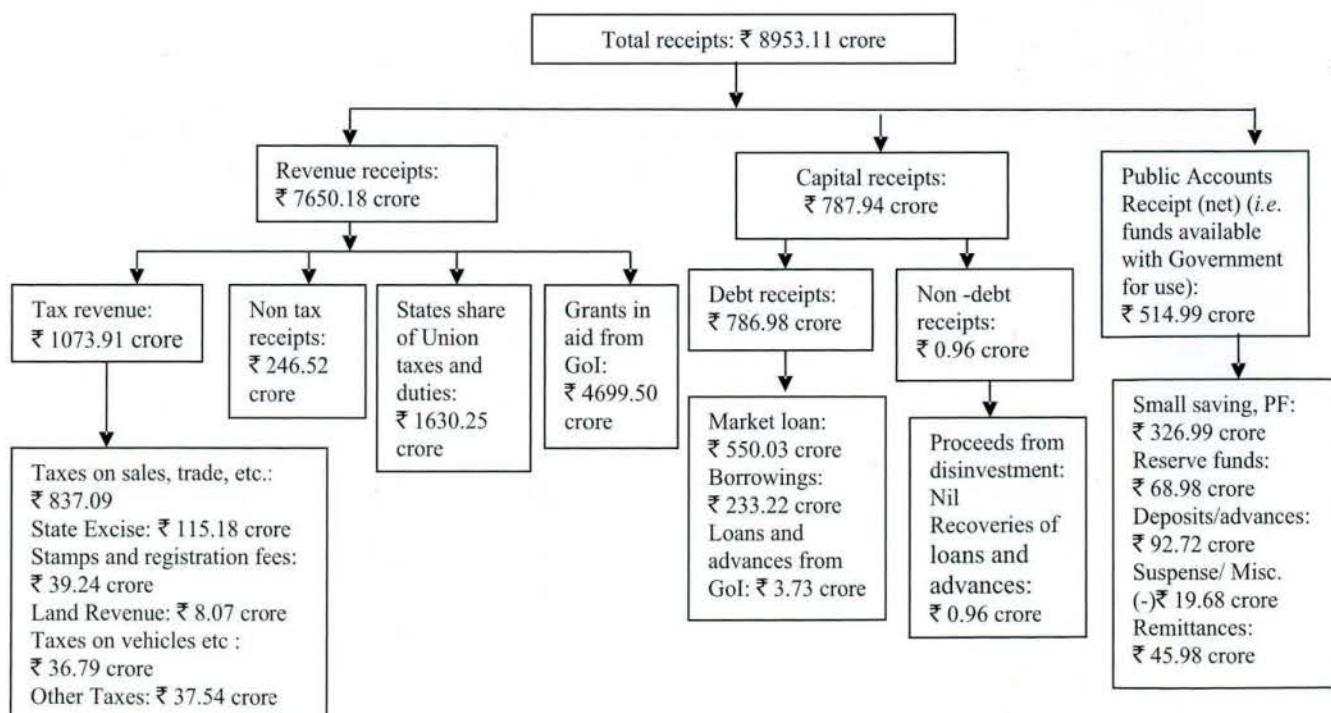 Total receipts: ₹ 8953.11 crore
Revenue receipts:
₹ 7650.18 crore
Capital receipts:
₹ 787.94 crore
Public Accounts
Receipt (net) (i.e.
funds available
with Government
for use):
₹ 514.99 crore
Tax revenue:
₹ 1073.91 crore
Non tax
receipts:
₹ 246.52
crore
States share
of Union
taxes and
duties:
₹ 1630.25
crore
Grants in
aid from
GoI:
₹ 4699.50
crore
Debt receipts:
₹ 786.98 crore
Non -debt
receipts:
₹ 0.96 crore
Taxes on sales, trade, etc.:
₹ 837.09
State Excise: ₹ 115.18 crore
Stamps and registration fees:
₹ 39.24 crore
Land Revenue: ₹ 8.07 crore
Taxes on vehicles etc :
₹ 36.79 crore
Other Taxes: ₹ 37.54 crore
Market loan:
₹ 550.03 crore
Borrowings:
₹ 233.22 crore
Loans and
advances from
GoI: ₹ 3.73 crore
Proceeds from
disinvestment:
Nil
Recoveries of
loans and
advances:
₹ 0.96 crore
Small saving, PF:
₹ 326.99 crore
Reserve funds:
₹ 68.98 crore
Deposits/advances:
₹ 92.72 crore
Suspense/ Misc.
(-)₹ 19.68 crore
Remittances:
₹ 45.98 crore